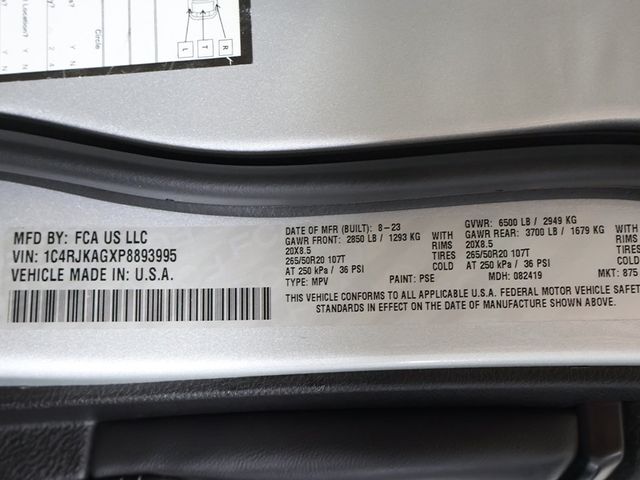 Location?
Circle
Y N
L T R
MFD BY: FCA US LLC
VIN: 1C4RJKAGXP8893995
VEHICLE MADE IN U.S.A.
DATE OF MFR (BUILT): 8-23
GAWR FRONT: 2850 LB / 1293 KG WITH
20X8.5 RIMS
265/50R20 107T TIRES
AT 250 kPa / 36 PSI COLD
TYPE: MPV PAINT: PSE
GVWR: 6500 LB / 2949 KG
GAWR REAR: 3700 LB / 1679 KG WITH
20X8.5 RIMS
265/50R20 107T TIRES
AT 250 kPa / 36 PSI COLD
MDH: 082419 MKT: 875
THIS VEHICLE CONFORMS TO ALL APPLICABLE U.S.A. FEDERAL MOTOR VEHICLE SAFET
STANDARDS IN EFFECT ON THE DATE OF MANUFACTURE SHOWN ABOVE.